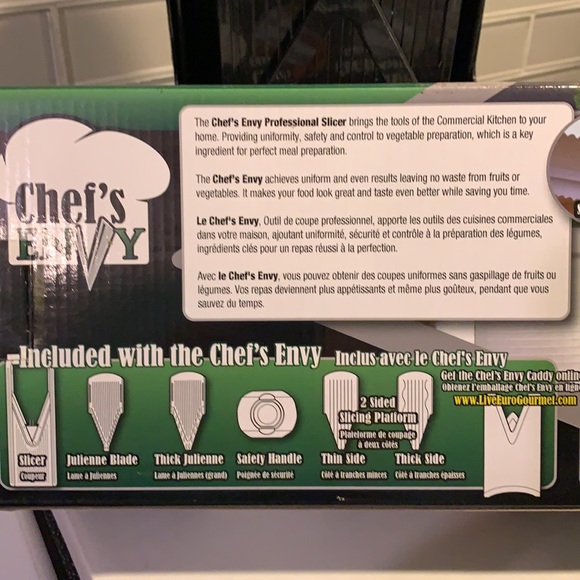 Chef's
ENVY
The Chef's Envy Professional Slicer brings the tools of the Commercial Kitchen to your
home. Providing uniformity, safety and control to vegetable preparation, which is a key
ingredient for perfect meal preparation.
The Chef's Envy achieves uniform and even results leaving no waste from fruits or
vegetables. It makes your food look great and taste even better while saving you time.
Le Chef's Envy, Outil de coupe professionnel, apporte les outils des cuisines commerciales
dans votre maison, ajoutant uniformité, sécurité et contrôle à la préparation des légumes,
ingrédients clés pour un repas réussi à la perfection.
Avec le Chef's Envy, vous pouvez obtenir des coupes uniformes sans gaspillage de fruits ou
légumes. Vos repas deviennent plus appétissants et même plus goûteux, pendant que vous
sauvez du temps.
Included with the Chef's Envy
Inclus avec le Chef's Envy
Get the Chef's Envy Caddy online
Obtenez l'emballage Chef's Envy en lign
www.LiveEuroGourmet.com
2 Sided
Slicing Platform
Plateforme de coupage
à deux côtés
Slicer
Coupeur
Julienne Blade
Lame à Juliennes
Thick Julienne
Lame à Juliennes (grand)
Safety Handle
Poignée de sécurité
Thin Side
Côté à tranches minces
Thick Side
Côté à tranches épaisses